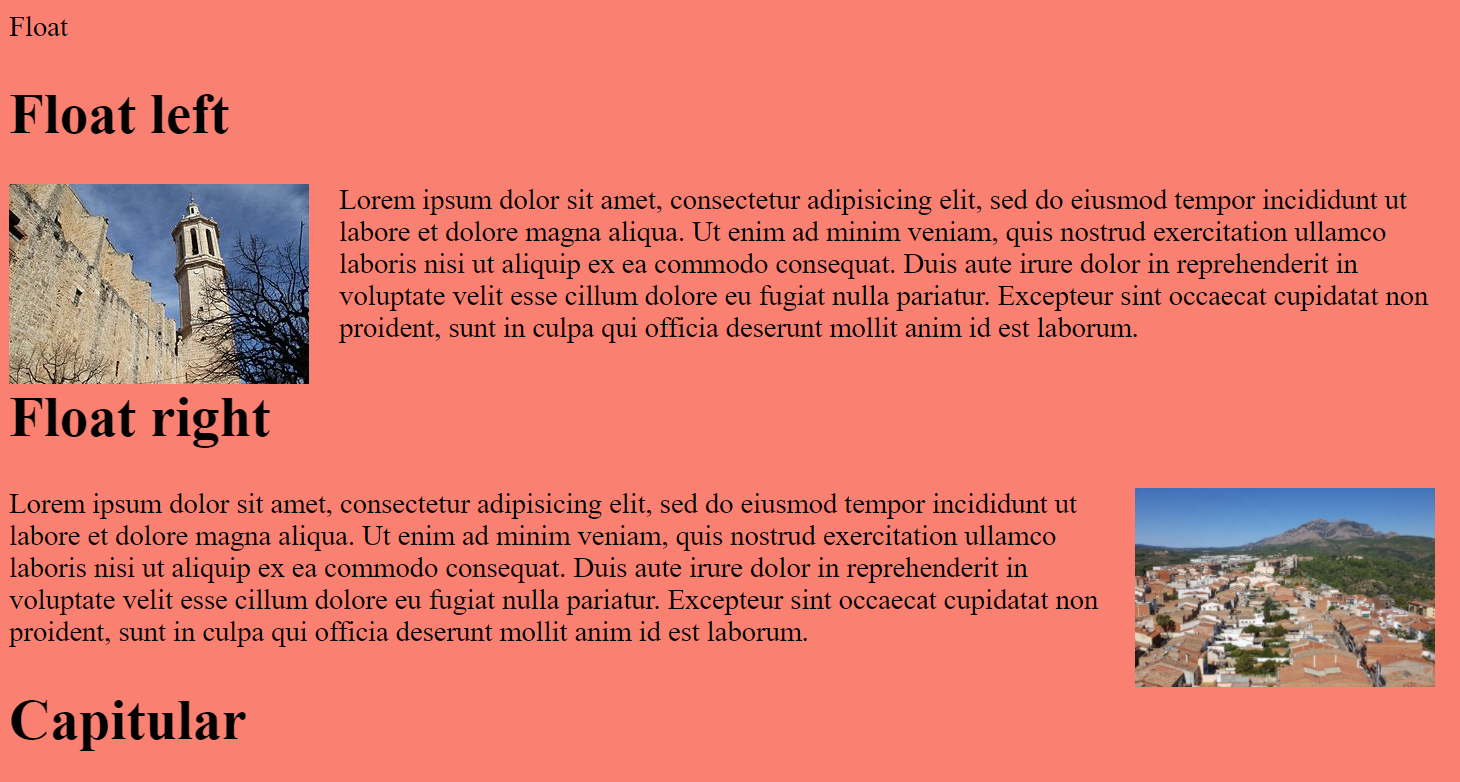 Float
Float left
Lorem ipsum dolor sit amet, consectetur adipisicing elit, sed do eiusmod tempor incididunt ut
labore et dolore magna aliqua. Ut enim ad minim veniam, quis nostrud exercitation ullamco
laboris nisi ut aliquip ex ea commodo consequat. Duis aute irure dolor in reprehenderit in
voluptate velit esse cillum dolore eu fugiat nulla pariatur. Excepteur sint occaecat cupidatat non
proident, sunt in culpa qui officia deserunt mollit anim id est laborum.
Float right
Lorem ipsum dolor sit amet, consectetur adipisicing elit, sed do eiusmod tempor incididunt ut
labore et dolore magna aliqua. Ut enim ad minim veniam, quis nostrud exercitation ullamco
laboris nisi ut aliquip ex ea commodo consequat. Duis aute irure dolor in reprehenderit in
voluptate velit esse cillum dolore eu fugiat nulla pariatur. Excepteur sint occaecat cupidatat non
proident, sunt in culpa qui officia deserunt mollit anim id est laborum.
Capitular